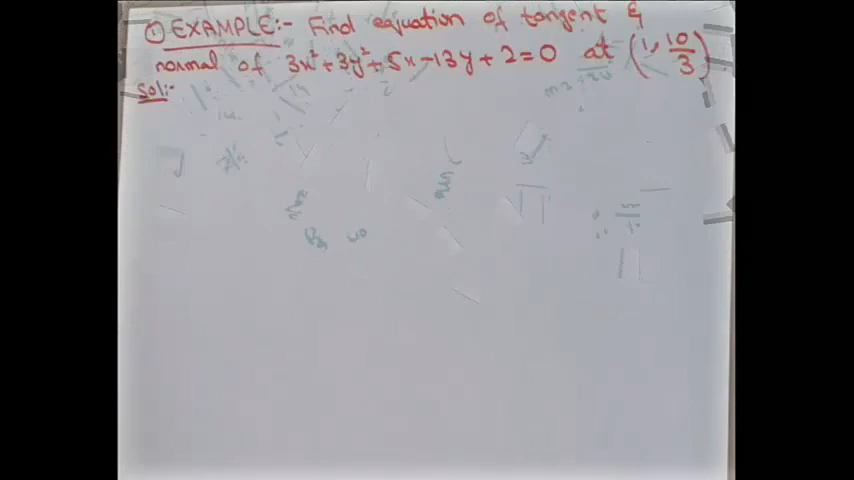 ① EXAMPLE:- Find equation of tangent &
normal of 3x²+3y²+5x-13y+2=0 at (1, 10/3)
Sol:-